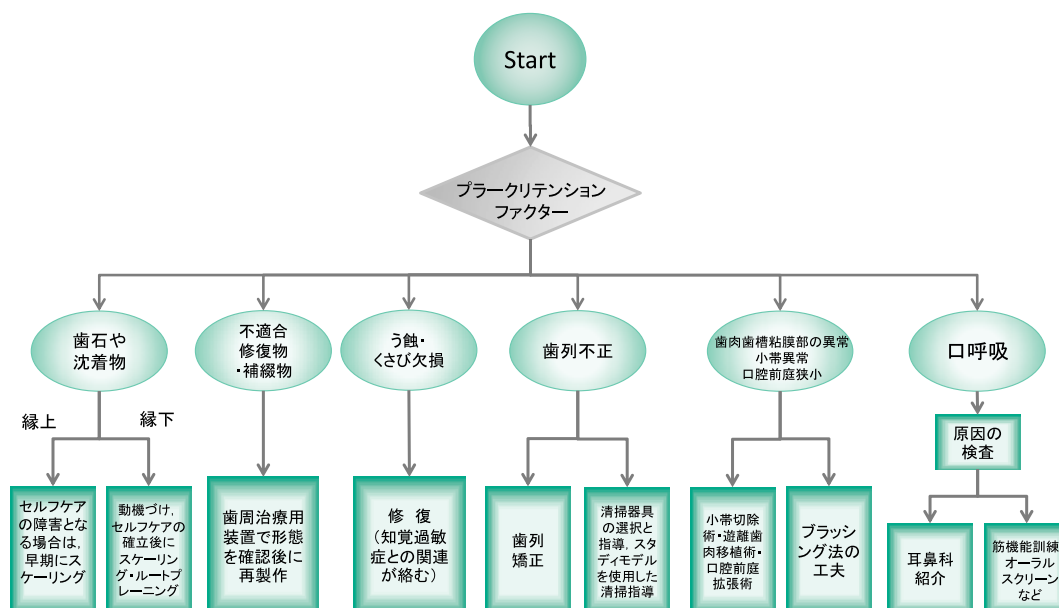 Start
プラークリテンション
ファクター
歯石や
沈着物
不適合
修復物
・補綴物
う蝕・
くさび欠損
歯列不正
歯肉歯槽粘膜部の異常
小帯異常
口腔前庭狭小
口呼吸
縁上
縁下
原因の
検査
セルフケア
の障害とな
る場合は,
早期にス
ケーリング
動機づけ,
セルフケアの
確立後に
スケーリン
グ・ルートプ
レーニング
歯周治療用
装置で形態
を確認後に
再製作
修 復
(知覚過敏
症との関連
が絡む)
歯列
矯正
清掃器具
の選択と
指導,スタ
ディモデル
を使用した
清掃指導
小帯切除
術・遊離歯
肉移植術・
口腔前庭
拡張術
ブラッシ
ング法の
工夫
耳鼻科
紹介
筋機能訓練
オーラル
スクリーン
など